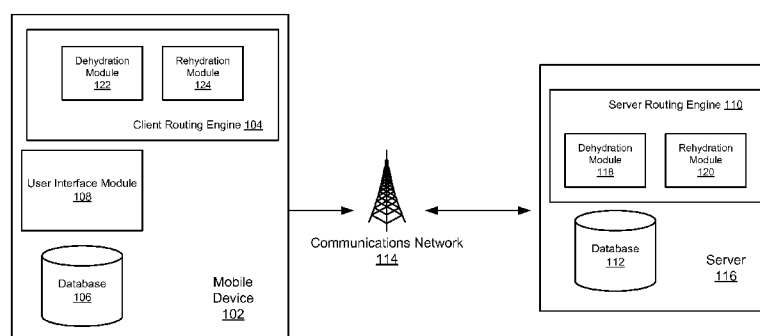 Dehydration
Module
122
Rehydration
Module
124
Client Routing Engine 104
User Interface Module
108
Database
106
Mobile
Device
102
Communications Network
114
Server Routing Engine 110
Dehydration
Module
118
Rehydration
Module
120
Database
112
Server
116